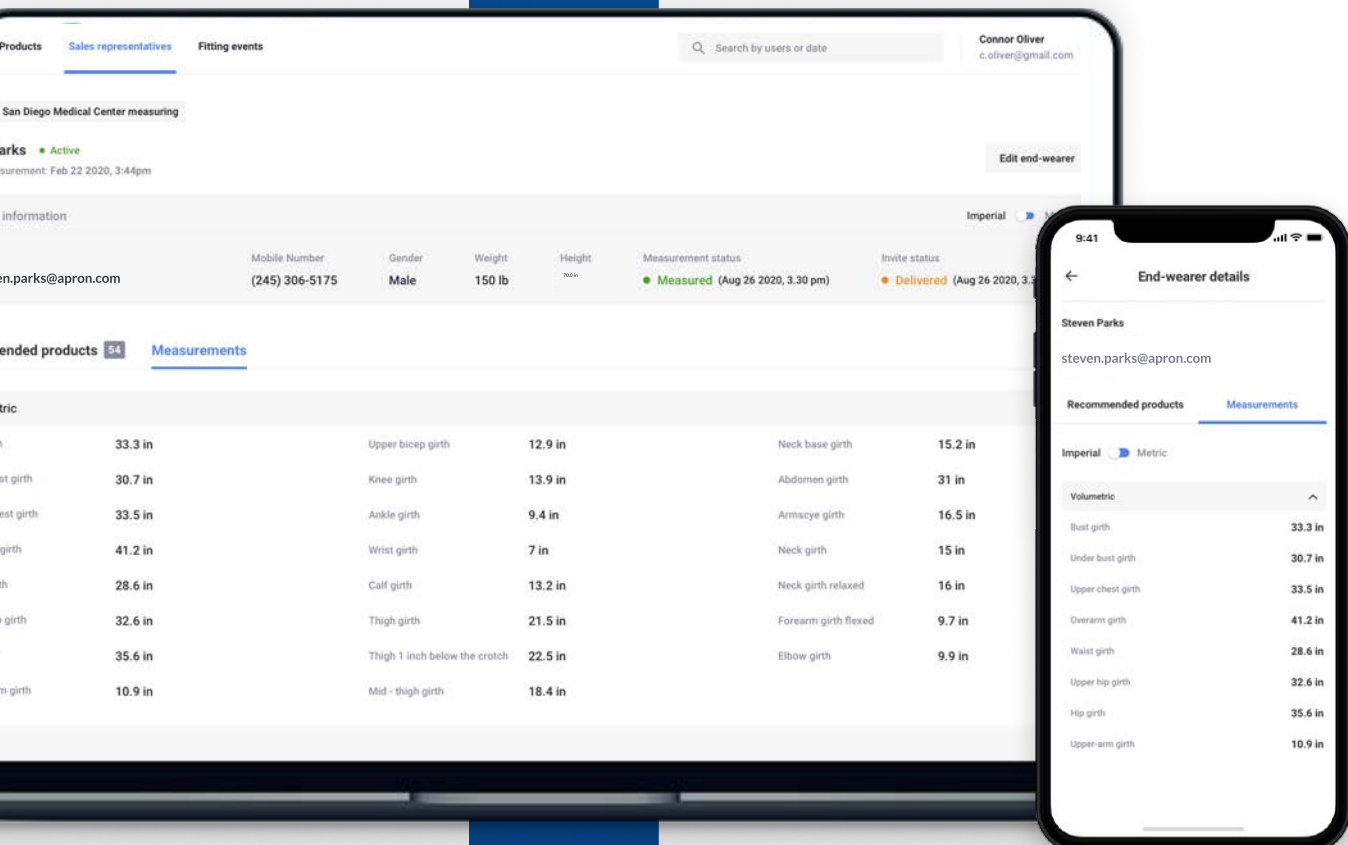 Products Sales representatives Fitting events Search by users or date Connor Oliver
c.oliver@gmail.com
San Diego Medical Center measuring
arks • Active
surement: Feb 22 2020, 3:44pm
Edit end-wearer
information Imperial M
Mobile Number Gender Weight Height Measurement status Invite status
en.parks@apron.com (245) 306-5175 Male 150 lb 70.0 in • Measured (Aug 26 2020, 3.30 pm) • Delivered (Aug 26 2020, 3.3
ended products 54 Measurements
tric
33.3 in Upper bicep girth 12.9 in Neck base girth 15.2 in
st girth 30.7 in Knee girth 13.9 in Abdomen girth 31 in
est girth 33.5 in Ankle girth 9.4 in Armscye girth 16.5 in
girth 41.2 in Wrist girth 7 in Neck girth 15 in
th 28.6 in Calf girth 13.2 in Neck girth relaxed 16 in
girth 32.6 in Thigh girth 21.5 in Forearm girth flexed 9.7 in
35.6 in Thigh 1 inch below the crotch 22.5 in Elbow girth 9.9 in
m girth 10.9 in Mid - thigh girth 18.4 in
9:41
End-wearer details
Steven Parks
steven.parks@apron.com
Recommended products Measurements
Imperial Metric
Volumetric
Bust girth 33.3 in
Under bust girth 30.7 in
Upper chest girth 33.5 in
Overarm girth 41.2 in
Waist girth 28.6 in
Upper hip girth 32.6 in
Hip girth 35.6 in
Upper-arm girth 10.9 in